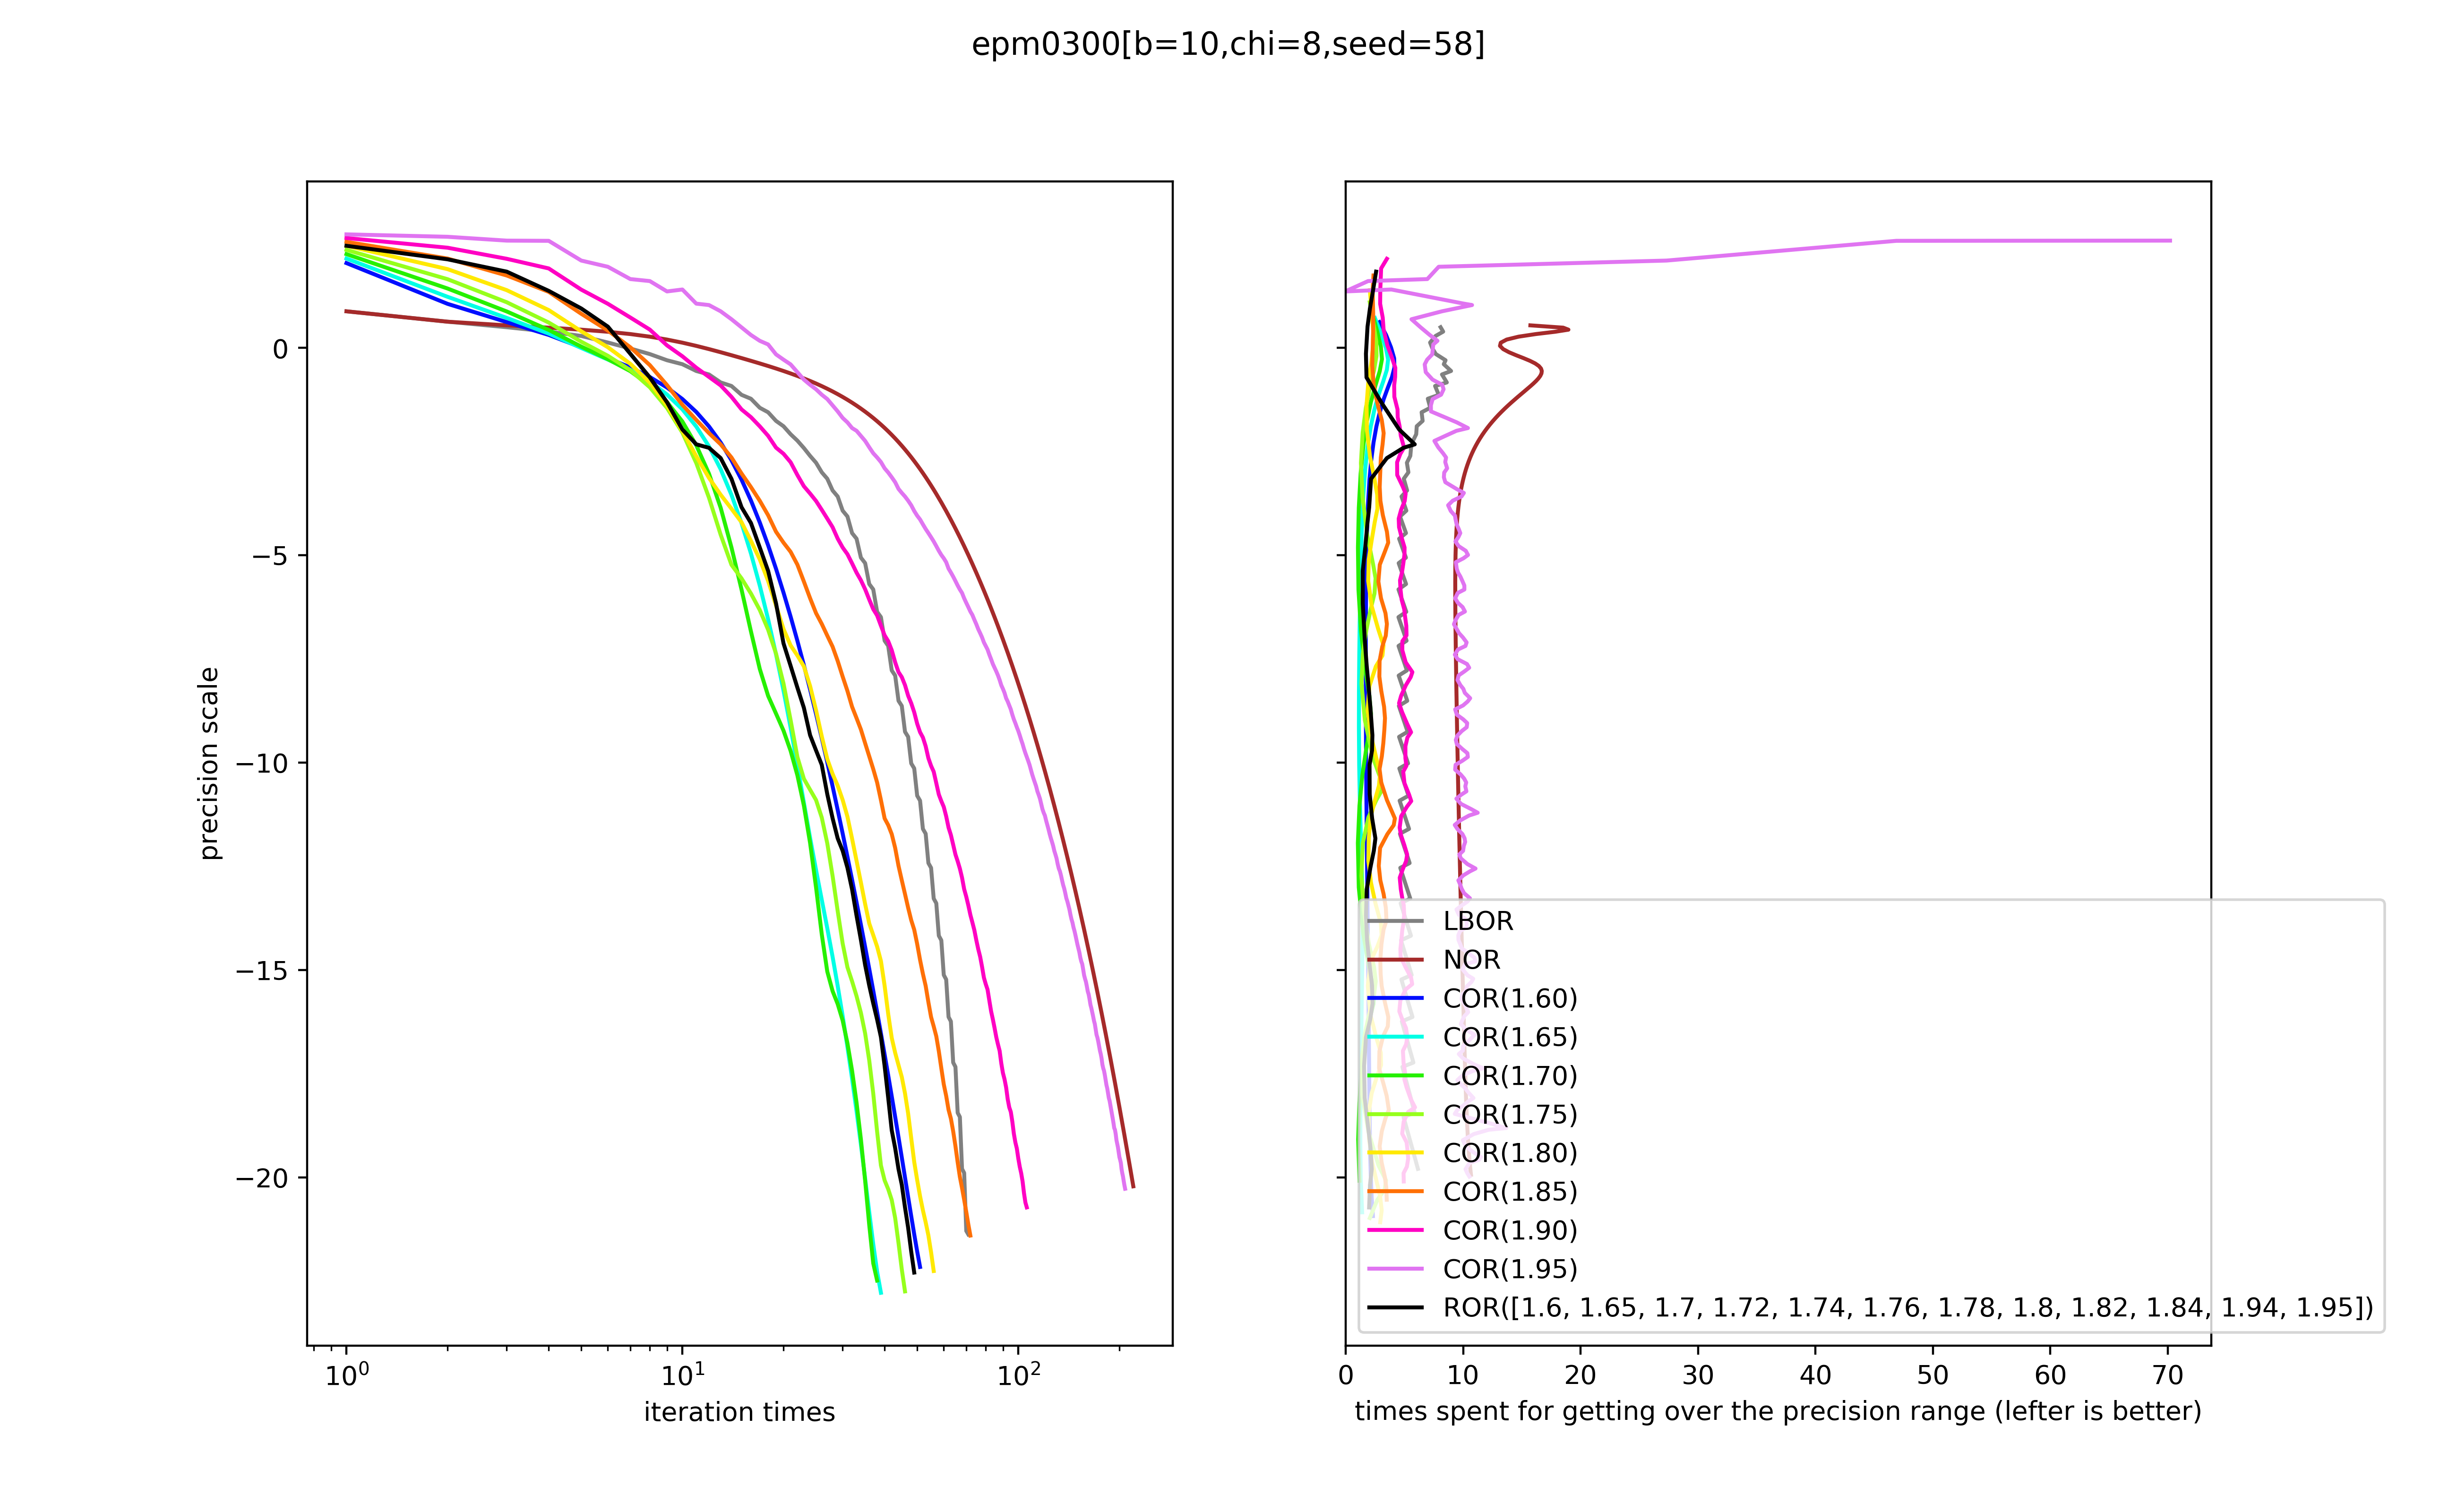 epm0300[b=10,chi=8,seed=58]
precision scale
0
−5
−10
−15
−20
10⁰ 10¹ 10²
iteration times
LBOR
NOR
COR(1.60)
COR(1.65)
COR(1.70)
COR(1.75)
COR(1.80)
COR(1.85)
COR(1.90)
COR(1.95)
ROR([1.6, 1.65, 1.7, 1.72, 1.74, 1.76, 1.78, 1.8, 1.82, 1.84, 1.94, 1.95])
0 10 20 30 40 50 60 70
times spent for getting over the precision range (lefter is better)